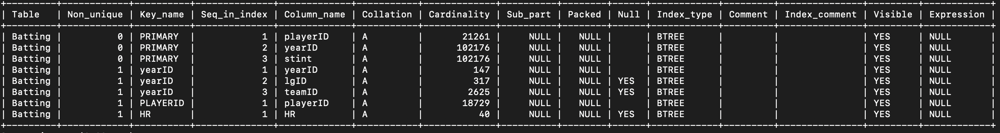 +----------+------------+----------+--------------+-------------+-----------+-------------+----------+--------+------+------------+---------+---------------+---------+------------+
| Table    | Non_unique | Key_name | Seq_in_index | Column_name | Collation | Cardinality | Sub_part | Packed | Null | Index_type | Comment | Index_comment | Visible | Expression |
+----------+------------+----------+--------------+-------------+-----------+-------------+----------+--------+------+------------+---------+---------------+---------+------------+
| Batting |          0 | PRIMARY  |            1 | playerID    | A         |       21261 |     NULL |   NULL |      | BTREE      |         |               | YES     | NULL       |
| Batting |          0 | PRIMARY  |            2 | yearID      | A         |      102176 |     NULL |   NULL |      | BTREE      |         |               | YES     | NULL       |
| Batting |          0 | PRIMARY  |            3 | stint       | A         |      102176 |     NULL |   NULL |      | BTREE      |         |               | YES     | NULL       |
| Batting |          1 | yearID   |            1 | yearID      | A         |         147 |     NULL |   NULL |      | BTREE      |         |               | YES     | NULL       |
| Batting |          1 | yearID   |            2 | lgID        | A         |         317 |     NULL |   NULL | YES  | BTREE      |         |               | YES     | NULL       |
| Batting |          1 | yearID   |            3 | teamID      | A         |        2625 |     NULL |   NULL | YES  | BTREE      |         |               | YES     | NULL       |
| Batting |          1 | PLAYERID |            1 | playerID    | A         |       18729 |     NULL |   NULL |      | BTREE      |         |               | YES     | NULL       |
| Batting |          1 | HR       |            1 | HR          | A         |          40 |     NULL |   NULL | YES  | BTREE      |         |               | YES     | NULL       |
+----------+------------+----------+--------------+-------------+-----------+-------------+----------+--------+------+------------+---------+---------------+---------+------------+